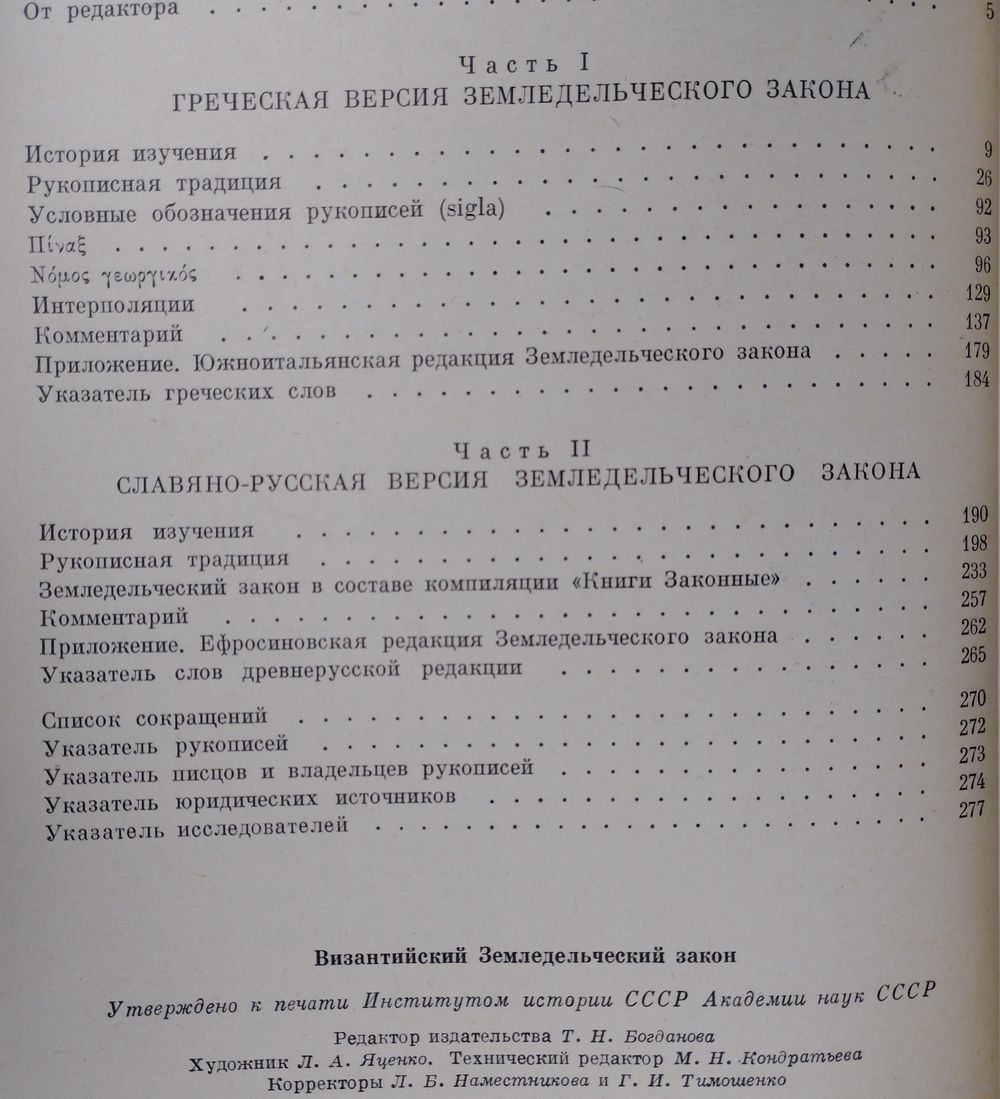 От редактора . . . . . . . . . . 5
Часть I
ГРЕЧЕСКАЯ ВЕРСИЯ ЗЕМЛЕДЕЛЬЧЕСКОГО ЗАКОНА
История изучения . . . . . . . . . . 9
Рукописная традиция . . . . . . . . . . 26
Условные обозначения рукописей (sigla) . . . . . . . . . . 92
Πίναξ . . . . . . . . . . 93
Νόμος γεωργικός . . . . . . . . . . 96
Интерполяции . . . . . . . . . . 129
Комментарий . . . . . . . . . . 137
Приложение. Южноитальянская редакция Земледельческого закона . . . . . 179
Указатель греческих слов . . . . . . . . . . 184
Часть II
СЛАВЯНО-РУССКАЯ ВЕРСИЯ ЗЕМЛЕДЕЛЬЧЕСКОГО ЗАКОНА
История изучения . . . . . . . . . . 190
Рукописная традиция . . . . . . . . . . 198
Земледельческий закон в составе компиляции «Книги Законные» . . . . . . 233
Комментарий . . . . . . . . . . 257
Приложение. Ефросиновская редакция Земледельческого закона . . . . . . 262
Указатель слов древнерусской редакции . . . . . . . . . . 265
Список сокращений . . . . . . . . . . 270
Указатель рукописей . . . . . . . . . . 272
Указатель писцов и владельцев рукописей . . . . . . . . . . 273
Указатель юридических источников . . . . . . . . . . 274
Указатель исследователей . . . . . . . . . . 277
Византийский Земледельческий закон
Утверждено к печати Институтом истории СССР Академии наук СССР
Редактор издательства Т. Н. Богданова
Художник Л. А. Яценко. Технический редактор М. Н. Кондратьева
Корректоры Л. Б. Наместникова и Г. И. Тимошенко